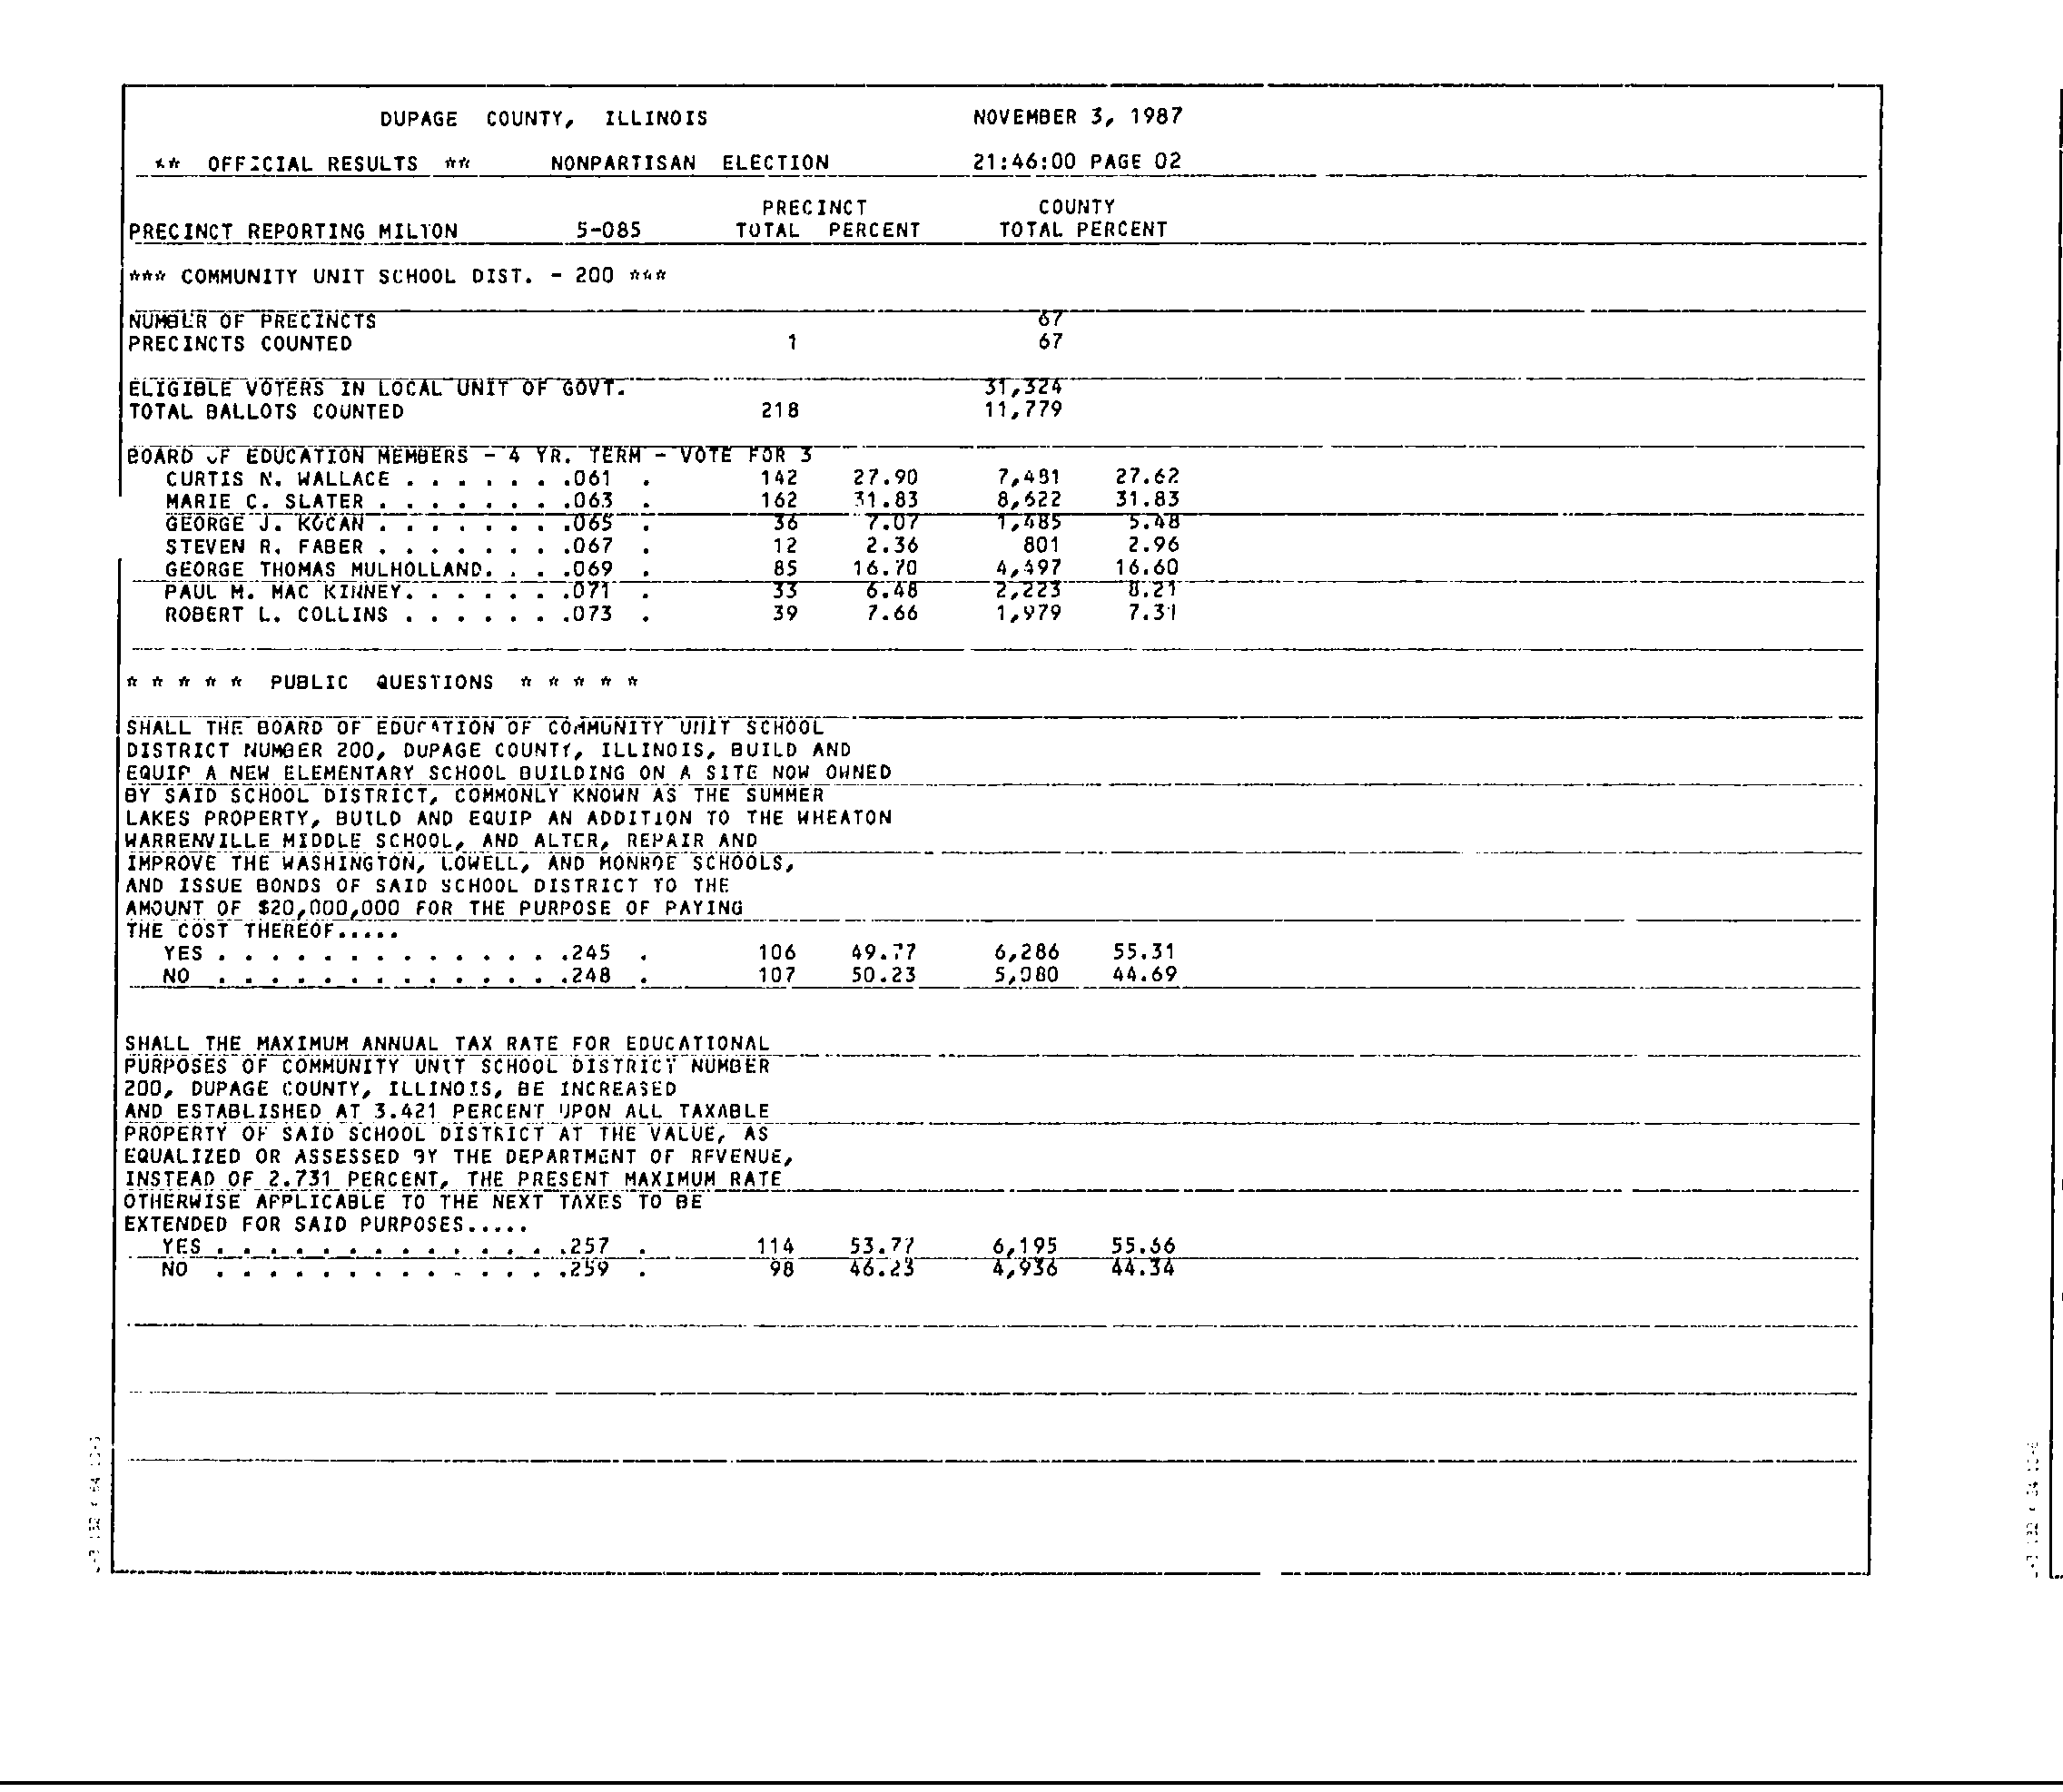 DUPAGE COUNTY, ILLINOIS NOVEMBER 3, 1987
** OFFICIAL RESULTS ** NONPARTISAN ELECTION 21:46:00 PAGE 02
PRECINCT COUNTY
PRECINCT REPORTING MILTON 5-085 TOTAL PERCENT TOTAL PERCENT
*** COMMUNITY UNIT SCHOOL DIST. - 200 ***
NUMBER OF PRECINCTS 67
PRECINCTS COUNTED 1 67
ELIGIBLE VOTERS IN LOCAL UNIT OF GOVT. 31,324
TOTAL BALLOTS COUNTED 218 11,779
BOARD OF EDUCATION MEMBERS - 4 YR. TERM - VOTE FOR 3
CURTIS N. WALLACE . . . . . . .061 . 142 27.90 7,481 27.62
MARIE C. SLATER . . . . . . . .063 . 162 31.83 8,622 31.83
GEORGE J. KOCAN . . . . . . . .065 . 36 7.07 1,485 5.48
STEVEN R. FABER . . . . . . . .067 . 12 2.36 801 2.96
GEORGE THOMAS MULHOLLAND. . . .069 . 85 16.70 4,497 16.60
PAUL M. MAC KINNEY. . . . . . .071 . 33 6.48 2,223 8.21
ROBERT L. COLLINS . . . . . . .073 . 39 7.66 1,979 7.31
* * * * * PUBLIC QUESTIONS * * * * *
SHALL THE BOARD OF EDUCATION OF COMMUNITY UNIT SCHOOL
DISTRICT NUMBER 200, DUPAGE COUNTY, ILLINOIS, BUILD AND
EQUIP A NEW ELEMENTARY SCHOOL BUILDING ON A SITE NOW OWNED
BY SAID SCHOOL DISTRICT, COMMONLY KNOWN AS THE SUMMER
LAKES PROPERTY, BUILD AND EQUIP AN ADDITION TO THE WHEATON
WARRENVILLE MIDDLE SCHOOL, AND ALTER, REPAIR AND
IMPROVE THE WASHINGTON, LOWELL, AND MONROE SCHOOLS,
AND ISSUE BONDS OF SAID SCHOOL DISTRICT TO THE
AMOUNT OF $20,000,000 FOR THE PURPOSE OF PAYING
THE COST THEREOF.....
YES . . . . . . . . . . . . . .245 . 106 49.77 6,286 55.31
NO . . . . . . . . . . . . . .248 . 107 50.23 5,080 44.69
SHALL THE MAXIMUM ANNUAL TAX RATE FOR EDUCATIONAL
PURPOSES OF COMMUNITY UNIT SCHOOL DISTRICT NUMBER
200, DUPAGE COUNTY, ILLINOIS, BE INCREASED
AND ESTABLISHED AT 3.421 PERCENT UPON ALL TAXABLE
PROPERTY OF SAID SCHOOL DISTRICT AT THE VALUE, AS
EQUALIZED OR ASSESSED BY THE DEPARTMENT OF REVENUE,
INSTEAD OF 2.731 PERCENT, THE PRESENT MAXIMUM RATE
OTHERWISE APPLICABLE TO THE NEXT TAXES TO BE
EXTENDED FOR SAID PURPOSES.....
YES . . . . . . . . . . . . . .257 . 114 53.77 6,195 55.66
NO . . . . . . . . . . . . . .259 . 98 46.23 4,936 44.34